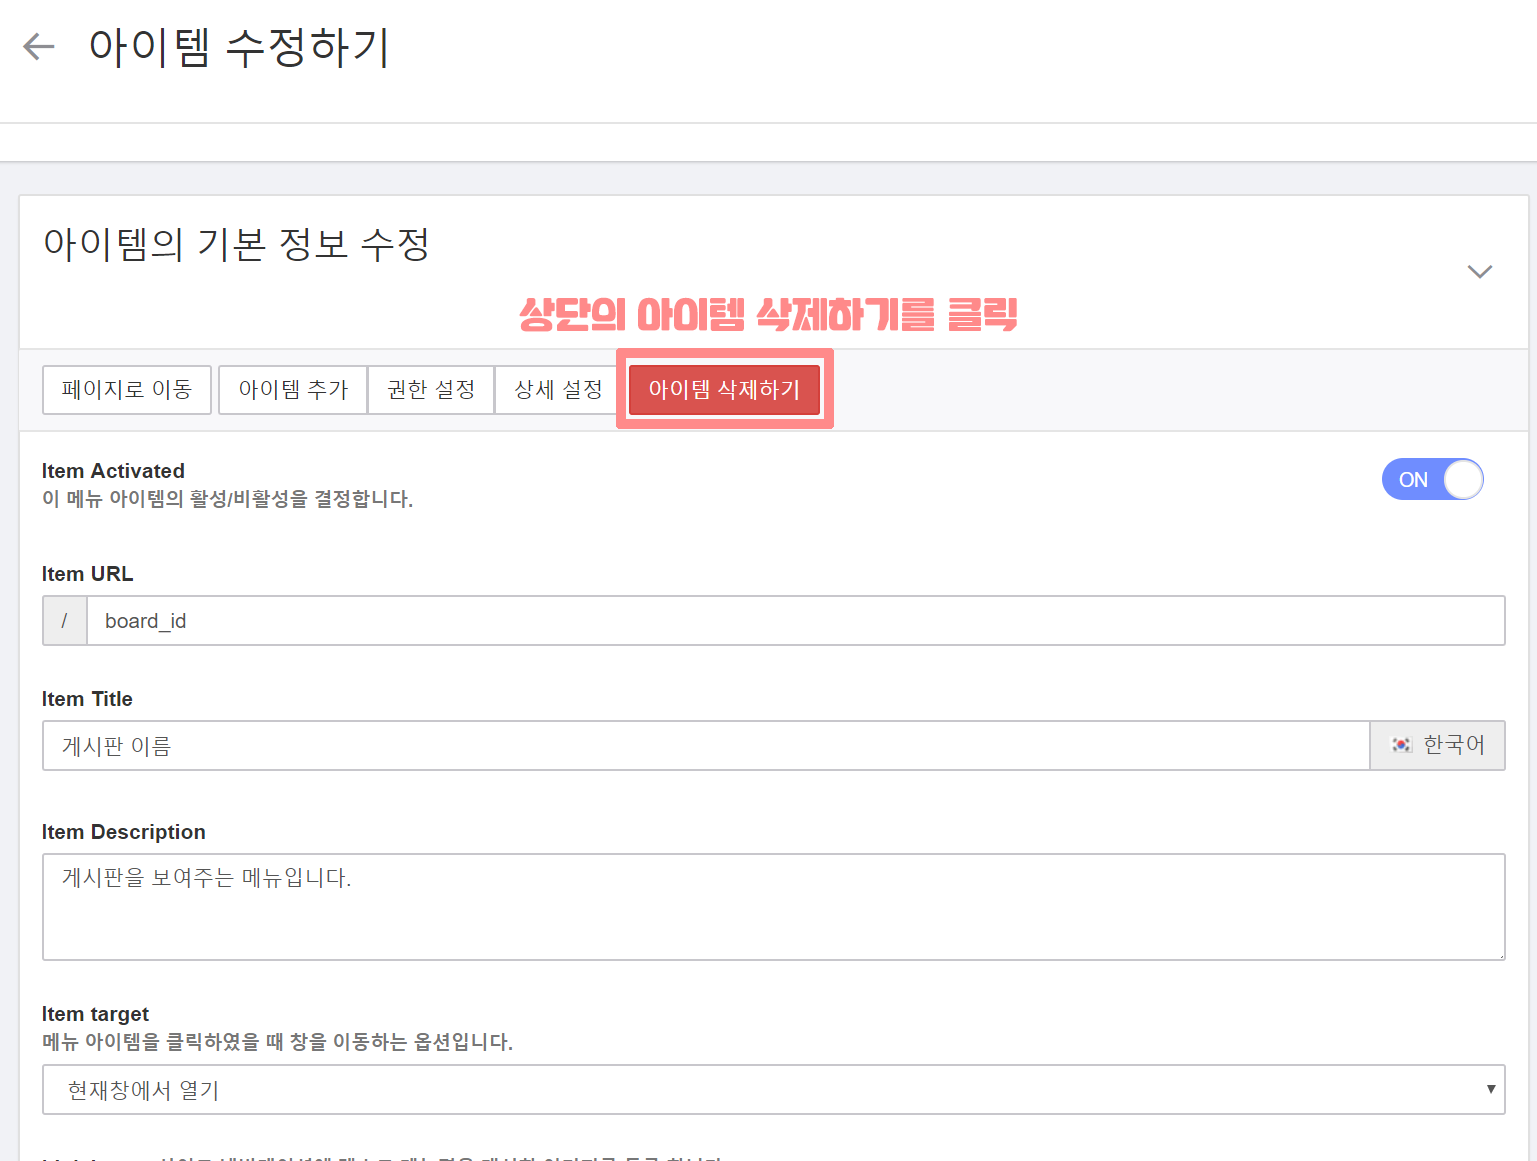 아이템 수정하기
아이템의 기본 정보 수정
상단의 아이템 삭제하기를 클릭
페이지로 이동 아이템 추가 권한 설정 상세 설정 아이템 삭제하기
Item Activated
이 메뉴 아이템의 활성/비활성을 결정합니다.
ON
Item URL
/ board_id
Item Title
게시판 이름 한국어
Item Description
게시판을 보여주는 메뉴입니다.
Item target
메뉴 아이템을 클릭하였을 때 창을 이동하는 옵션입니다.
현재창에서 열기